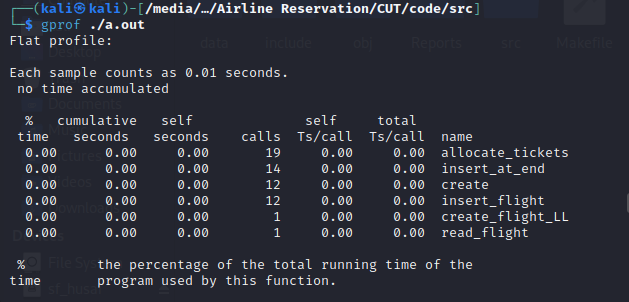 ┌──(kali㉿kali)-[/media/…/Airline Reservation/CUT/code/src]
└─$ gprof ./a.out
Flat profile:
Each sample counts as 0.01 seconds.
 no time accumulated
  %   cumulative   self              self     total
 time   seconds   seconds    calls  Ts/call  Ts/call  name
  0.00      0.00     0.00       19     0.00     0.00  allocate_tickets
  0.00      0.00     0.00       14     0.00     0.00  insert_at_end
  0.00      0.00     0.00       12     0.00     0.00  create
  0.00      0.00     0.00       12     0.00     0.00  insert_flight
  0.00      0.00     0.00        1     0.00     0.00  create_flight_LL
  0.00      0.00     0.00        1     0.00     0.00  read_flight
 %         the percentage of the total running time of the
time       program used by this function.